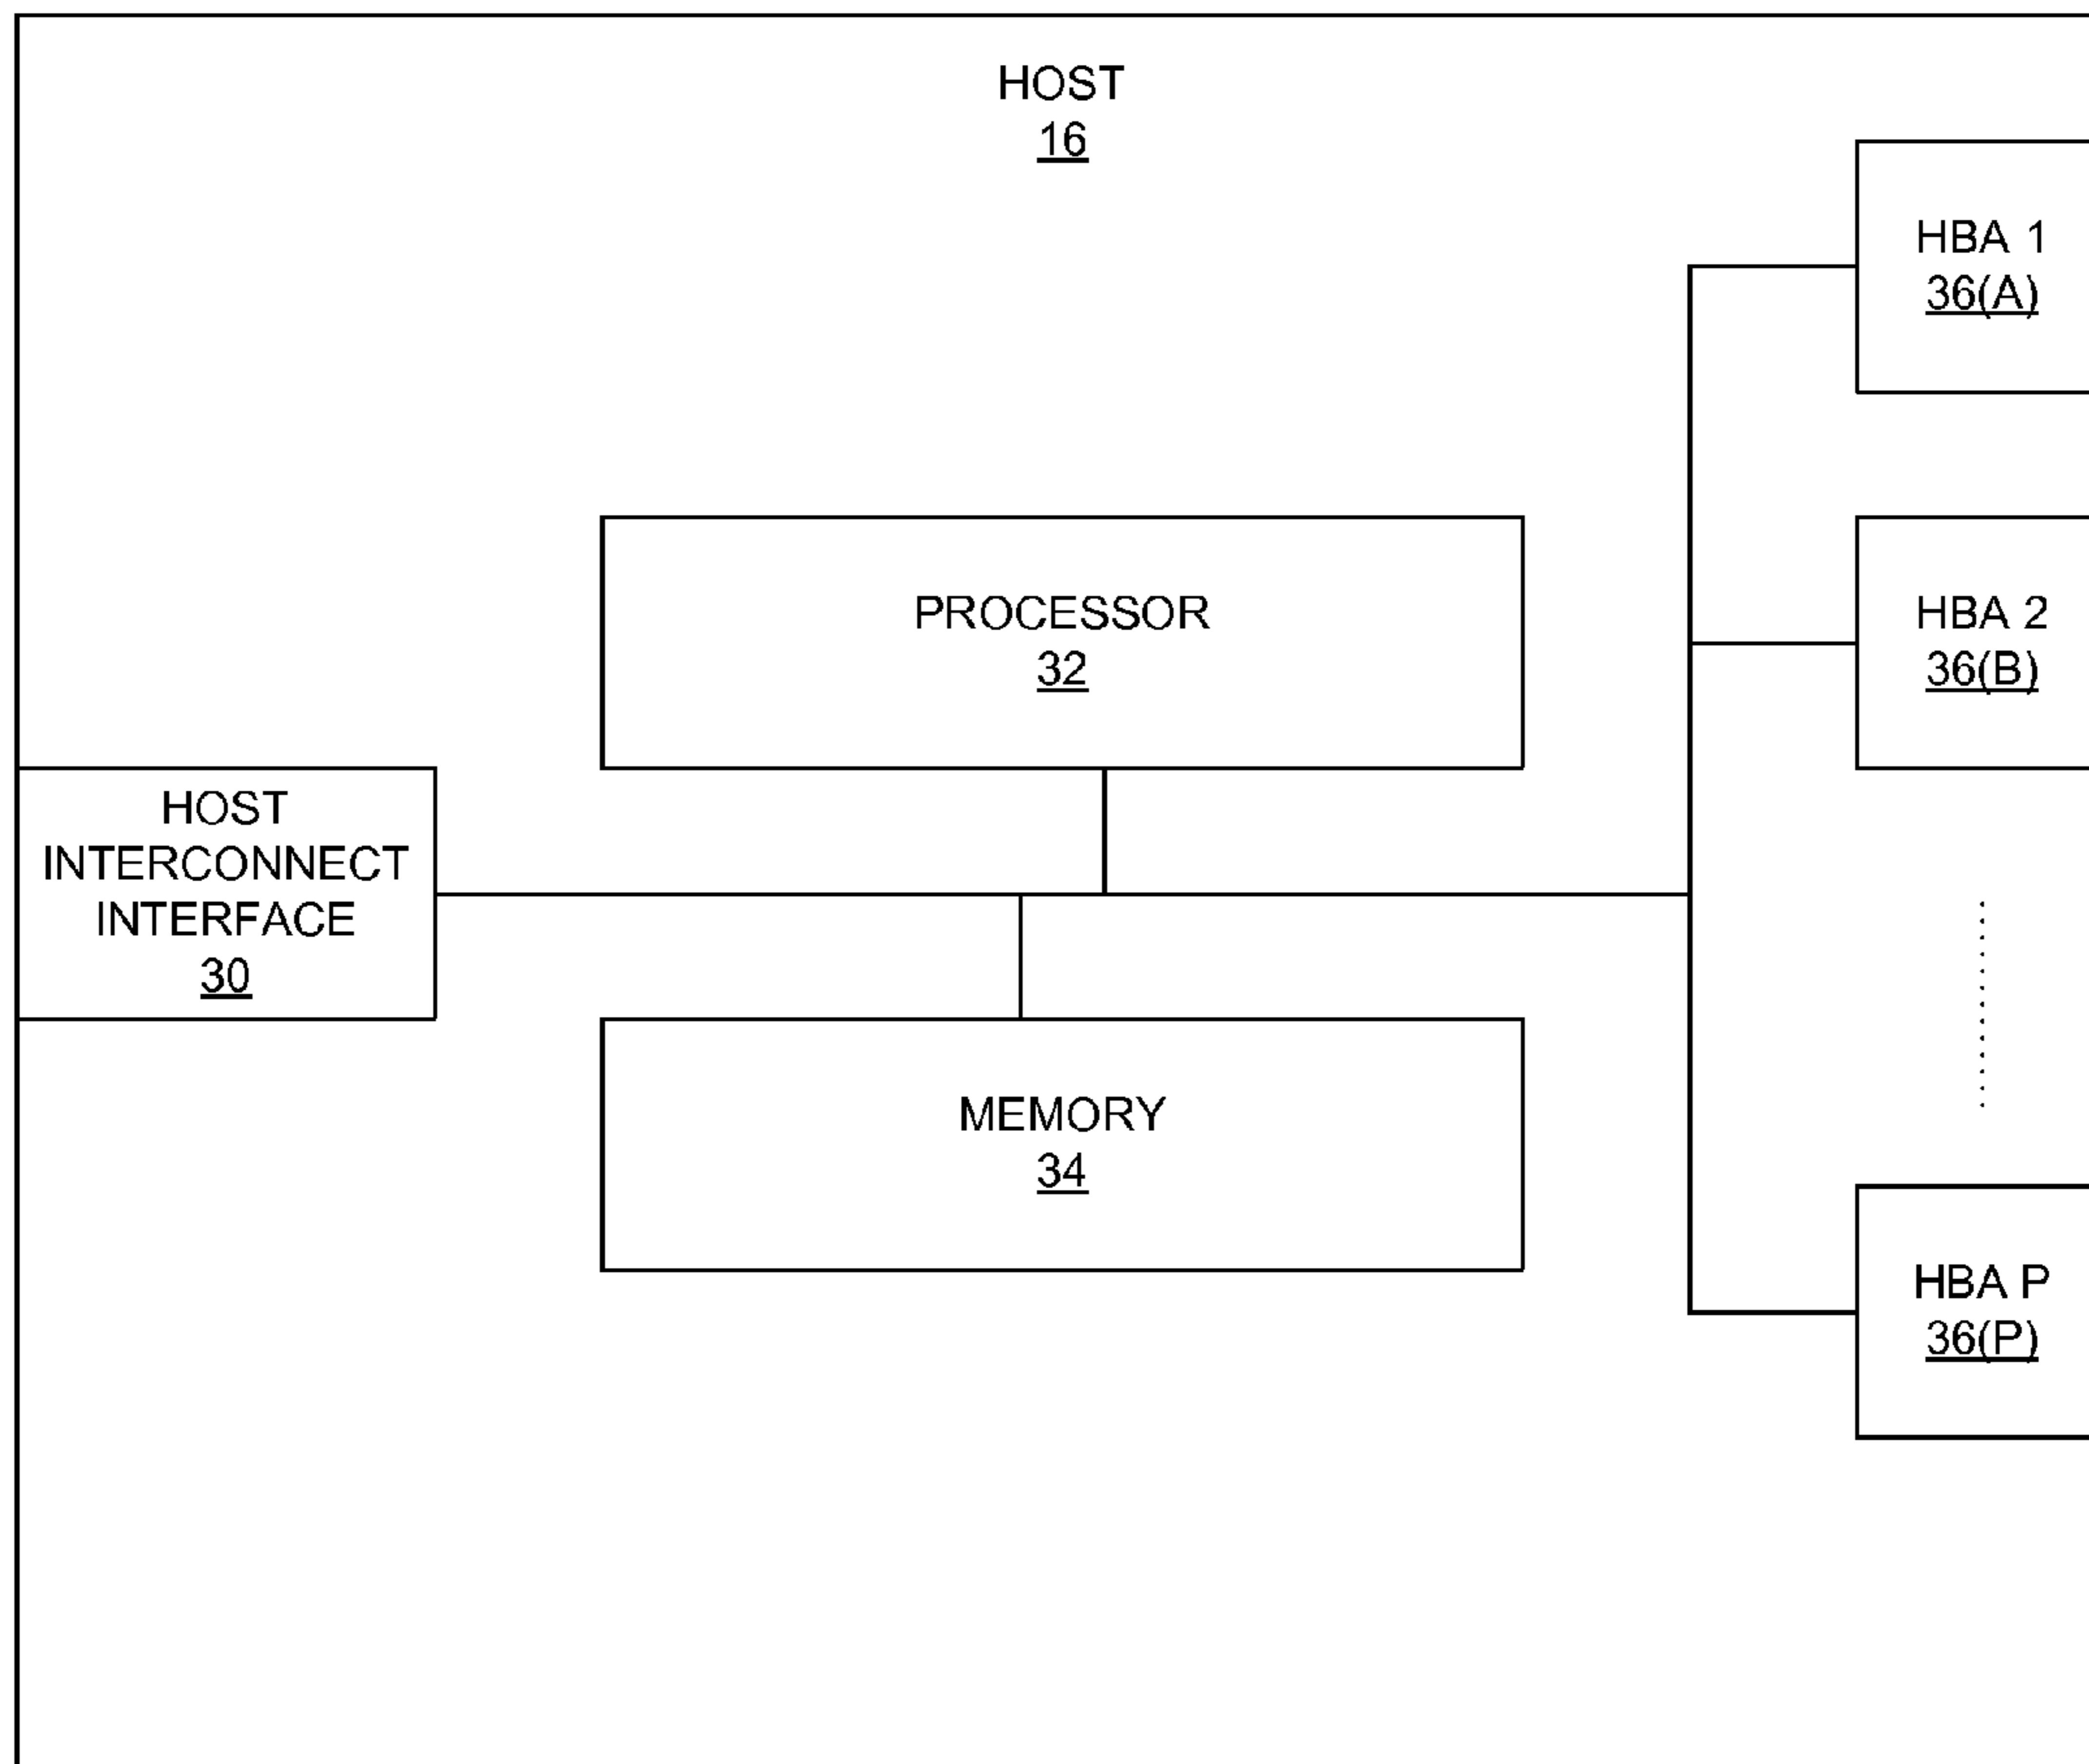 HOST
16
HBA 1
36(A)
PROCESSOR
32
HBA 2
36(B)
HOST
INTERCONNECT
INTERFACE
30
MEMORY
34
HBA P
36(P)